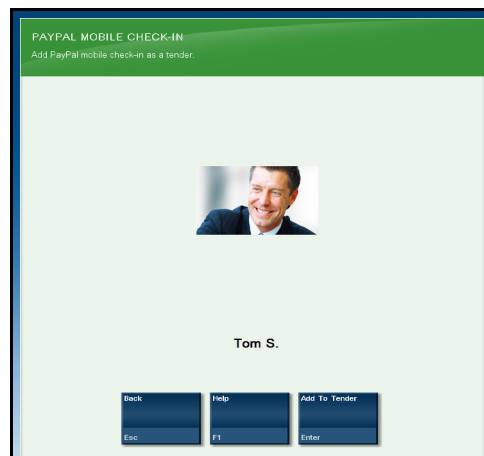 PAYPAL MOBILE CHECK-IN
Add PayPal mobile check-in as a tender.
Tom S.
Back
Help
Add To Tender
Esc
F1
Enter